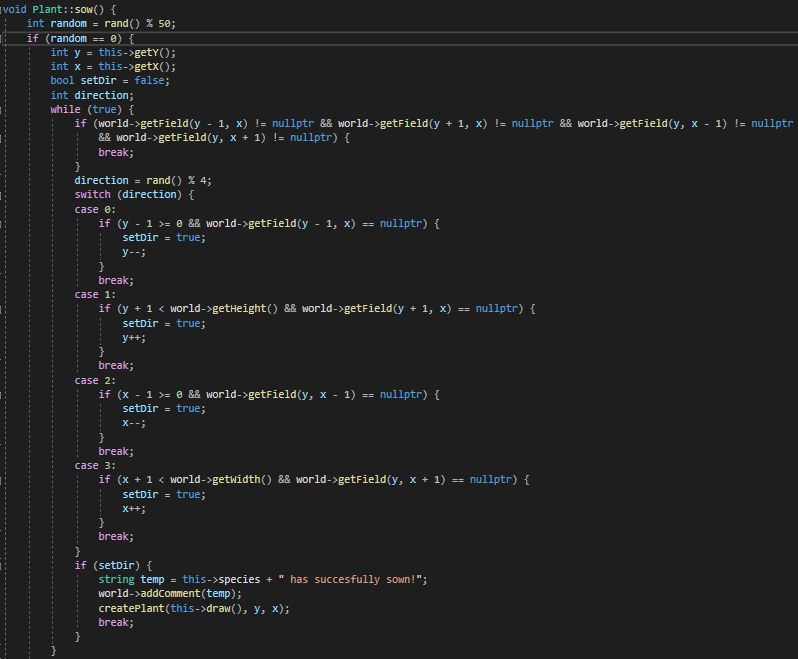 void Plant::sow() {
int random = rand() % 50;
if (random == 0) {
int y = this->getY();
int x = this->getX();
bool setDir = false;
int direction;
while (true) {
if (world->getField(y - 1, x) != nullptr && world->getField(y + 1, x) != nullptr && world->getField(y, x - 1) != nullptr
&& world->getField(y, x + 1) != nullptr) {
break;
}
direction = rand() % 4;
switch (direction) {
case 0:
if (y - 1 >= 0 && world->getField(y - 1, x) == nullptr) {
setDir = true;
y--;
}
break;
case 1:
if (y + 1 < world->getHeight() && world->getField(y + 1, x) == nullptr) {
setDir = true;
y++;
}
break;
case 2:
if (x - 1 >= 0 && world->getField(y, x - 1) == nullptr) {
setDir = true;
x--;
}
break;
case 3:
if (x + 1 < world->getWidth() && world->getField(y, x + 1) == nullptr) {
setDir = true;
x++;
}
break;
}
if (setDir) {
string temp = this->species + " has succesfully sown!";
world->addComment(temp);
createPlant(this->draw(), y, x);
break;
}
}